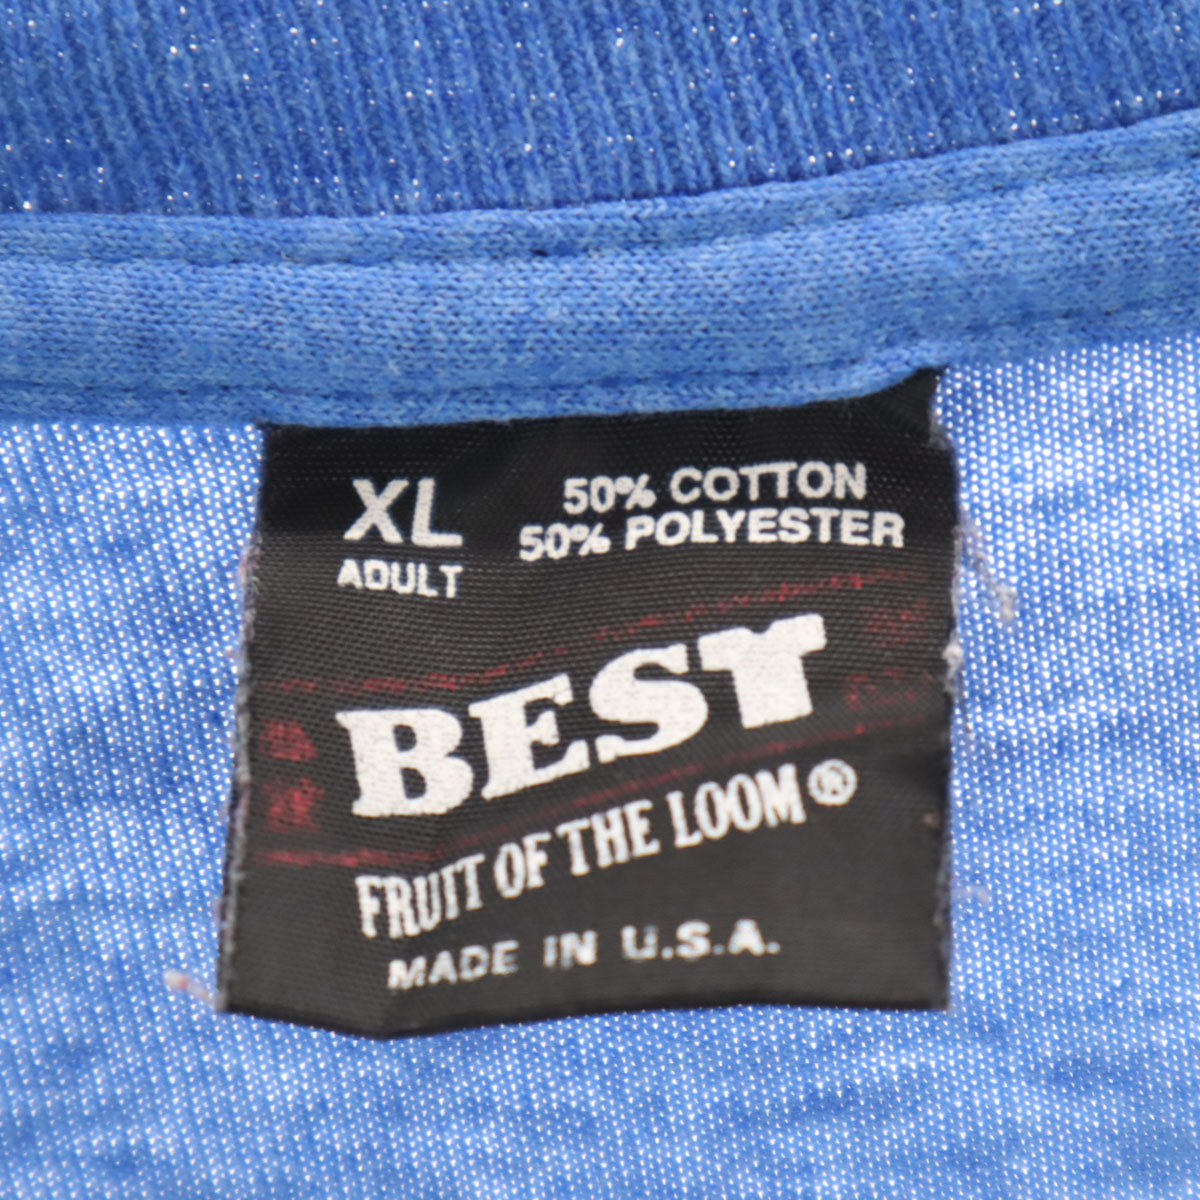 XL
ADULT
50% COTTON
50% POLYESTER
BEST
FRUIT OF THE LOOM®
MADE IN U.S.A.